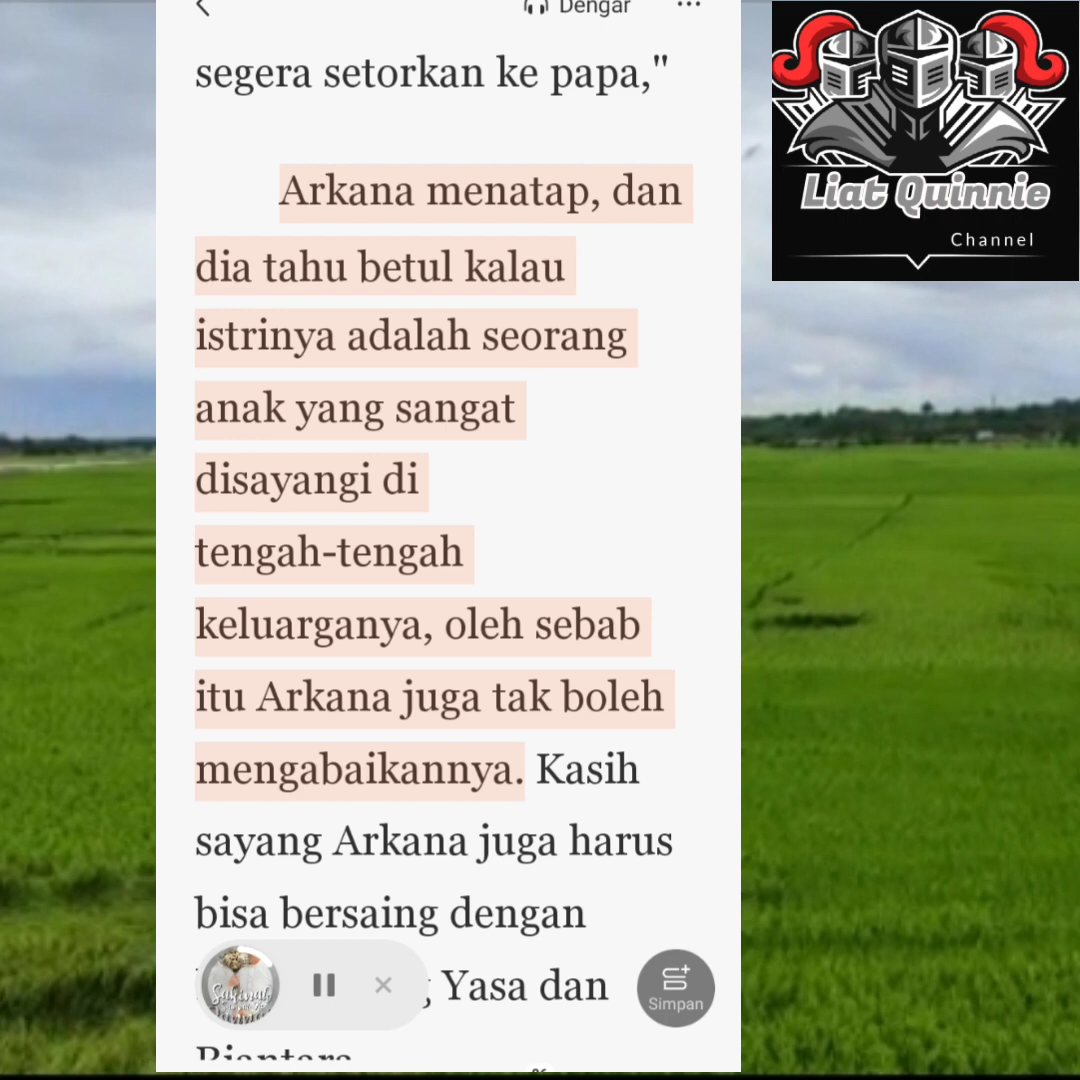 Dengar
segera setorkan ke papa,"
Arkana menatap, dan
dia tahu betul kalau
istrinya adalah seorang
anak yang sangat
disayangi di
tengah-tengah
keluarganya, oleh sebab
itu Arkana juga tak boleh
mengabaikannya. Kasih
sayang Arkana juga harus
bisa bersaing dengan
Yasa dan
Simpan
Liat Quinnie
Channel